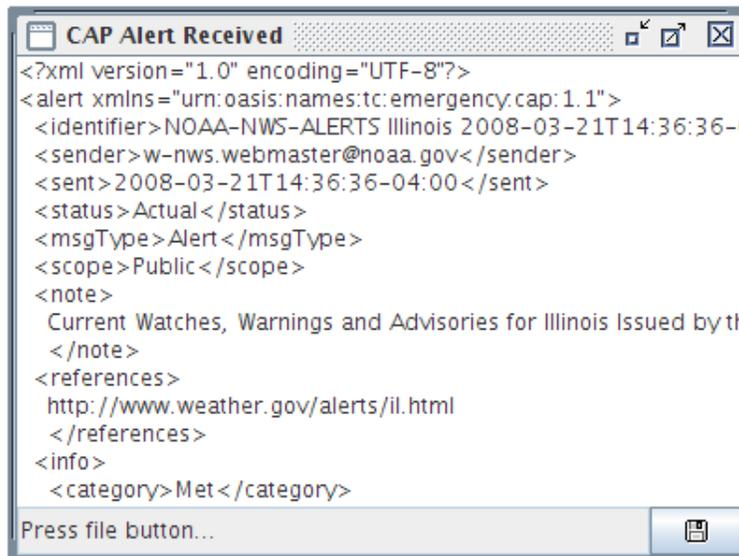 CAP Alert Received
<?xml version="1.0" encoding="UTF-8"?>
<alert xmlns="urn:oasis:names:tc:emergency:cap:1.1">
<identifier>NOAA-NWS-ALERTS Illinois 2008-03-21T14:36:36-
<sender>w-nws.webmaster@noaa.gov</sender>
<sent>2008-03-21T14:36:36-04:00</sent>
<status>Actual</status>
<msgType>Alert</msgType>
<scope>Public</scope>
<note>
Current Watches, Warnings and Advisories for Illinois Issued by th
</note>
<references>
http://www.weather.gov/alerts/il.html
</references>
<info>
<category>Met</category>
Press file button...